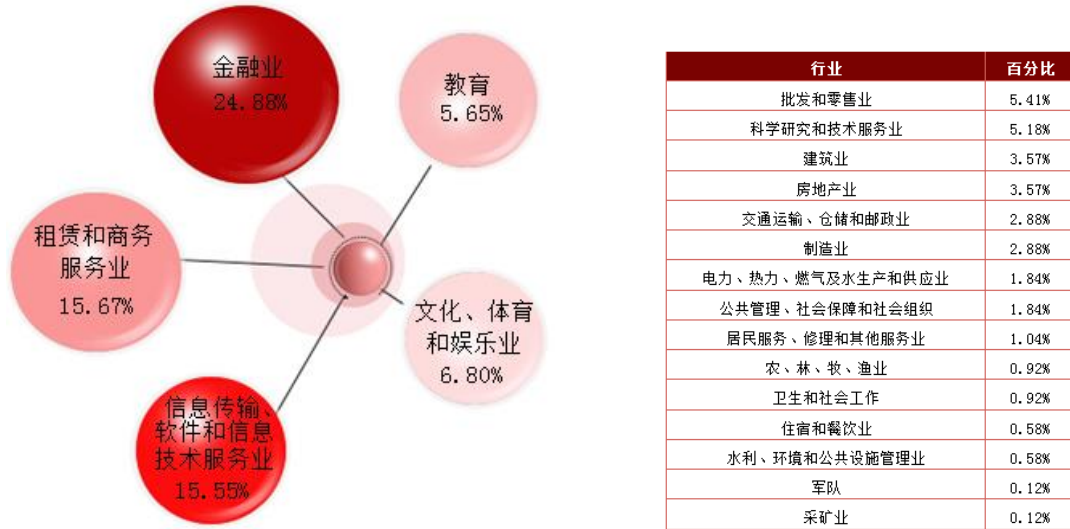 金融业
24.88%
教育
5.65%
租赁和商务
服务业
15.67%
文化、体育
和娱乐业
6.80%
信息传输、
软件和信息
技术服务业
15.55%
行业 百分比
批发和零售业 5.41%
科学研究和技术服务业 5.18%
建筑业 3.57%
房地产业 3.57%
交通运输、仓储和邮政业 2.88%
制造业 2.88%
电力、热力、燃气及水生产和供应业 1.84%
公共管理、社会保障和社会组织 1.84%
居民服务、修理和其他服务业 1.04%
农、林、牧、渔业 0.92%
卫生和社会工作 0.92%
住宿和餐饮业 0.58%
水利、环境和公共设施管理业 0.58%
军队 0.12%
采矿业 0.12%